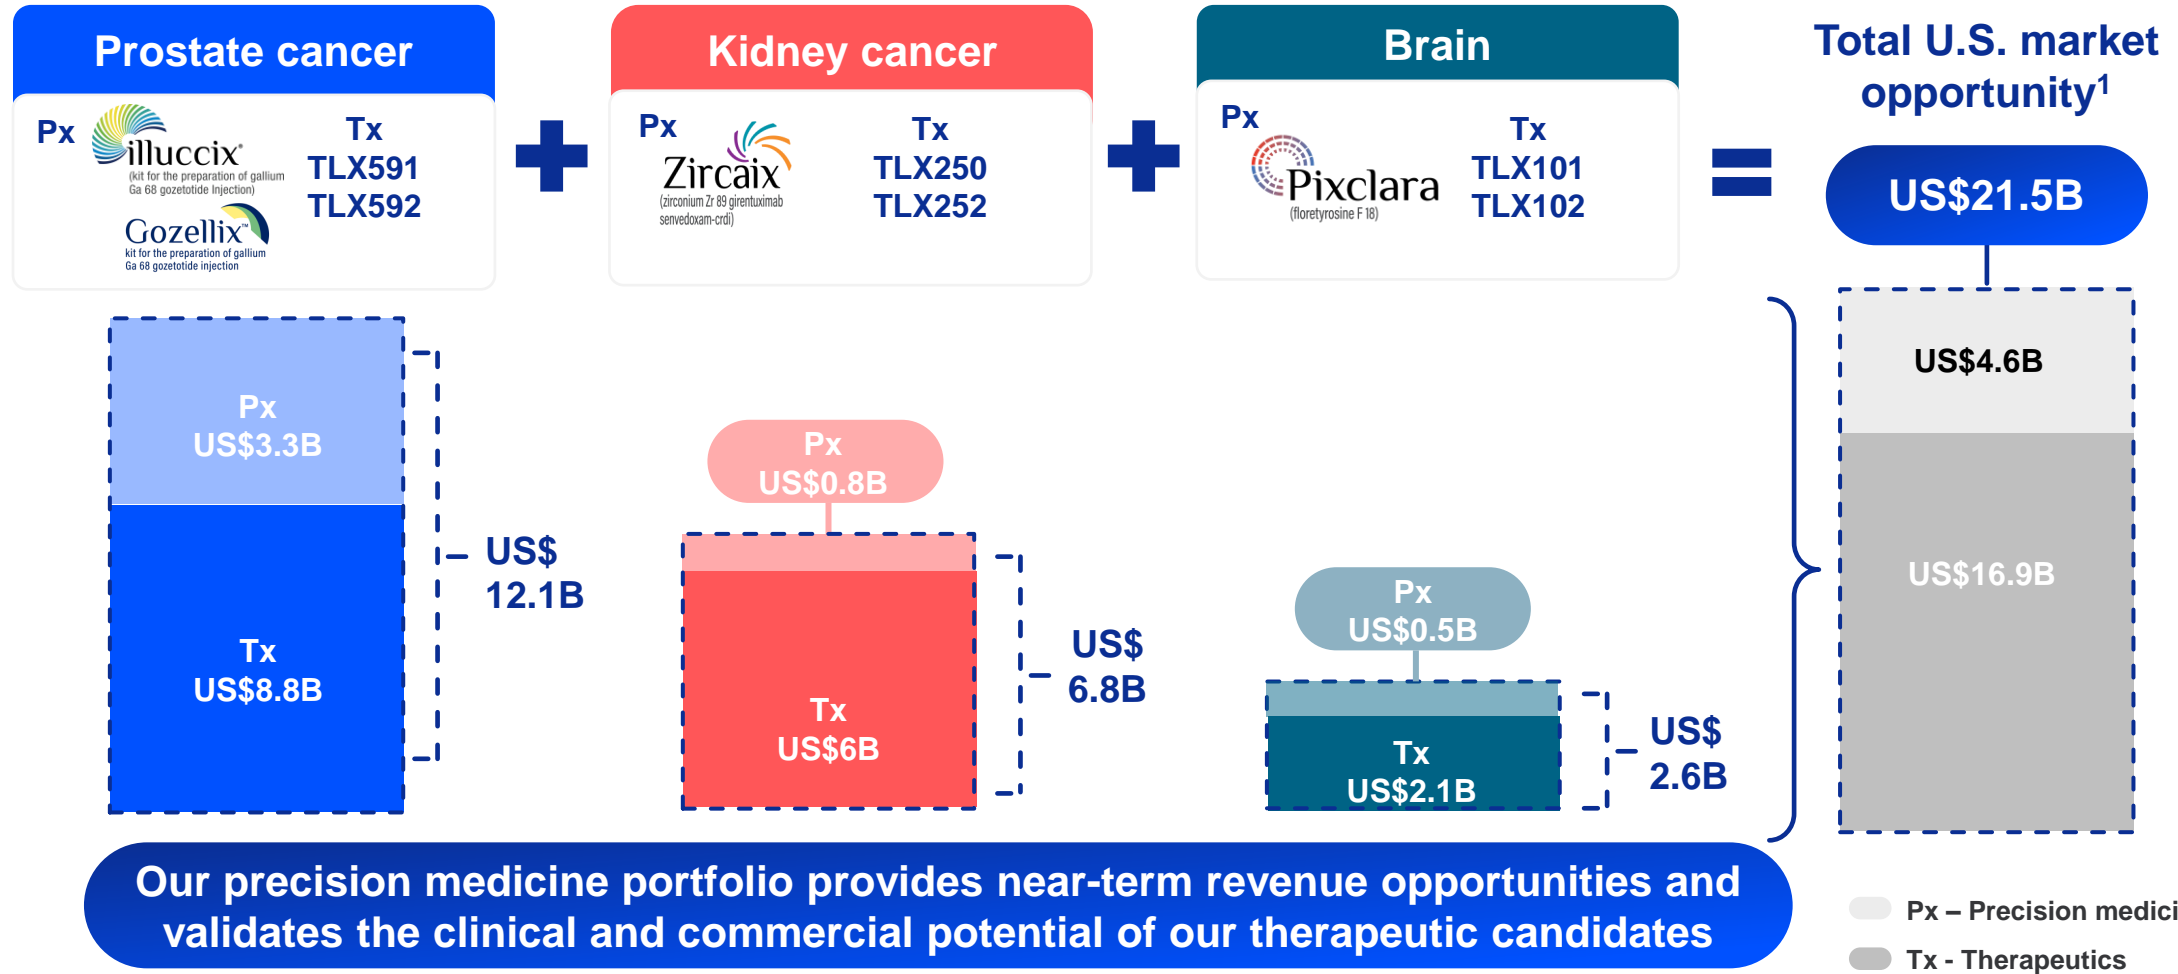 Prostate cancer
Px
illuccix®
(kit for the preparation of gallium
Ga 68 gozetotide Injection)
Gozellix™
kit for the preparation of gallium
Ga 68 gozetotide injection
Tx
TLX591
TLX592
Kidney cancer
Px
Zircaix
(zirconium Zr 89 girentuximab
senvedoxam-crdi)
Tx
TLX250
TLX252
Brain
Px
Pixclara
(floretyrosine F 18)
Tx
TLX101
TLX102
Total U.S. market
opportunity1
US$21.5B
Px
US$3.3B
Tx
US$8.8B
US$
12.1B
Px
US$0.8B
Tx
US$6B
US$
6.8B
Px
US$0.5B
Tx
US$2.1B
US$
2.6B
US$4.6B
US$16.9B
Our precision medicine portfolio provides near-term revenue opportunities and
validates the clinical and commercial potential of our therapeutic candidates
Px – Precision medici
Tx - Therapeutics